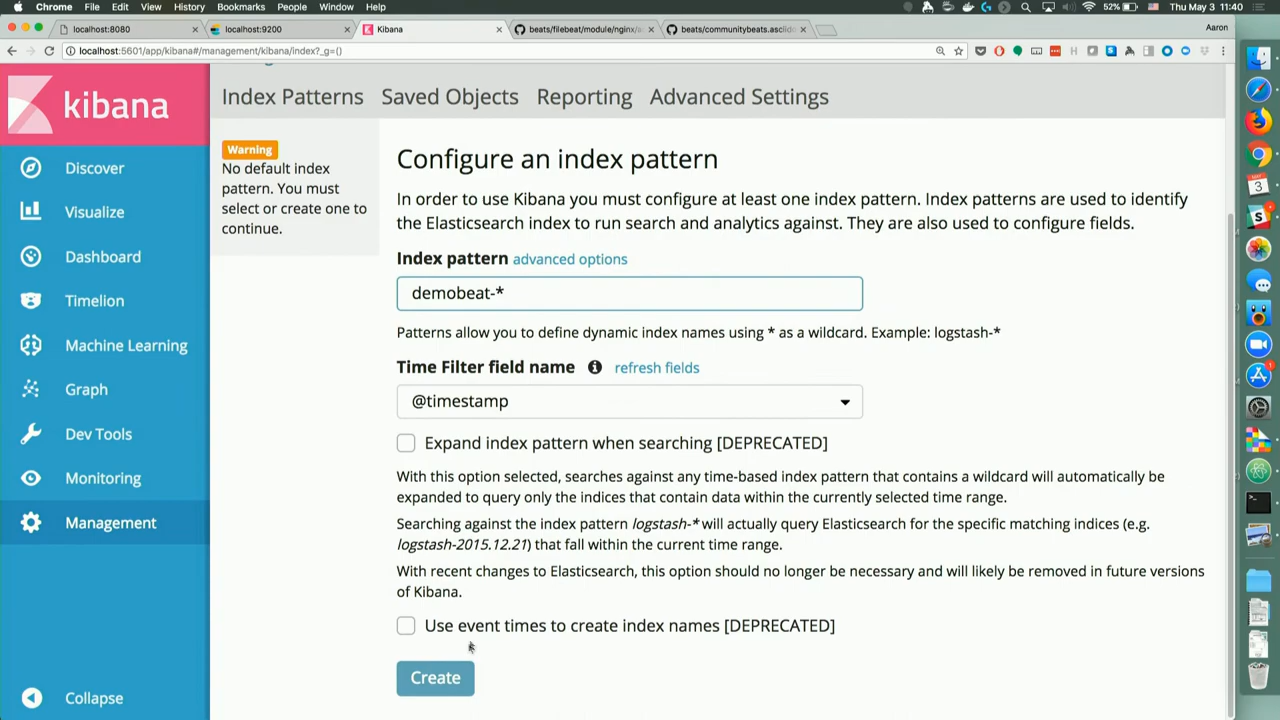 Chrome File Edit View History Bookmarks People Window Help
52% Thu May 3 11:40
localhost:8080
localhost:9200
Kibana
beats/filebeat/module/nginx/a
beats/communitybeats.asciido
Aaron
localhost:5601/app/kibana#/management/kibana/index?_g=()
kibana
Discover
Visualize
Dashboard
Timelion
Machine Learning
Graph
Dev Tools
Monitoring
Management
Collapse
Index Patterns Saved Objects Reporting Advanced Settings
Warning
No default index
pattern. You must
select or create one to
continue.
Configure an index pattern
In order to use Kibana you must configure at least one index pattern. Index patterns are used to identify
the Elasticsearch index to run search and analytics against. They are also used to configure fields.
Index pattern advanced options
demobeat-*
Patterns allow you to define dynamic index names using * as a wildcard. Example: logstash-*
Time Filter field name refresh fields
@timestamp
Expand index pattern when searching [DEPRECATED]
With this option selected, searches against any time-based index pattern that contains a wildcard will automatically be
expanded to query only the indices that contain data within the currently selected time range.
Searching against the index pattern logstash-* will actually query Elasticsearch for the specific matching indices (e.g.
logstash-2015.12.21) that fall within the current time range.
With recent changes to Elasticsearch, this option should no longer be necessary and will likely be removed in future versions
of Kibana.
Use event times to create index names [DEPRECATED]
Create